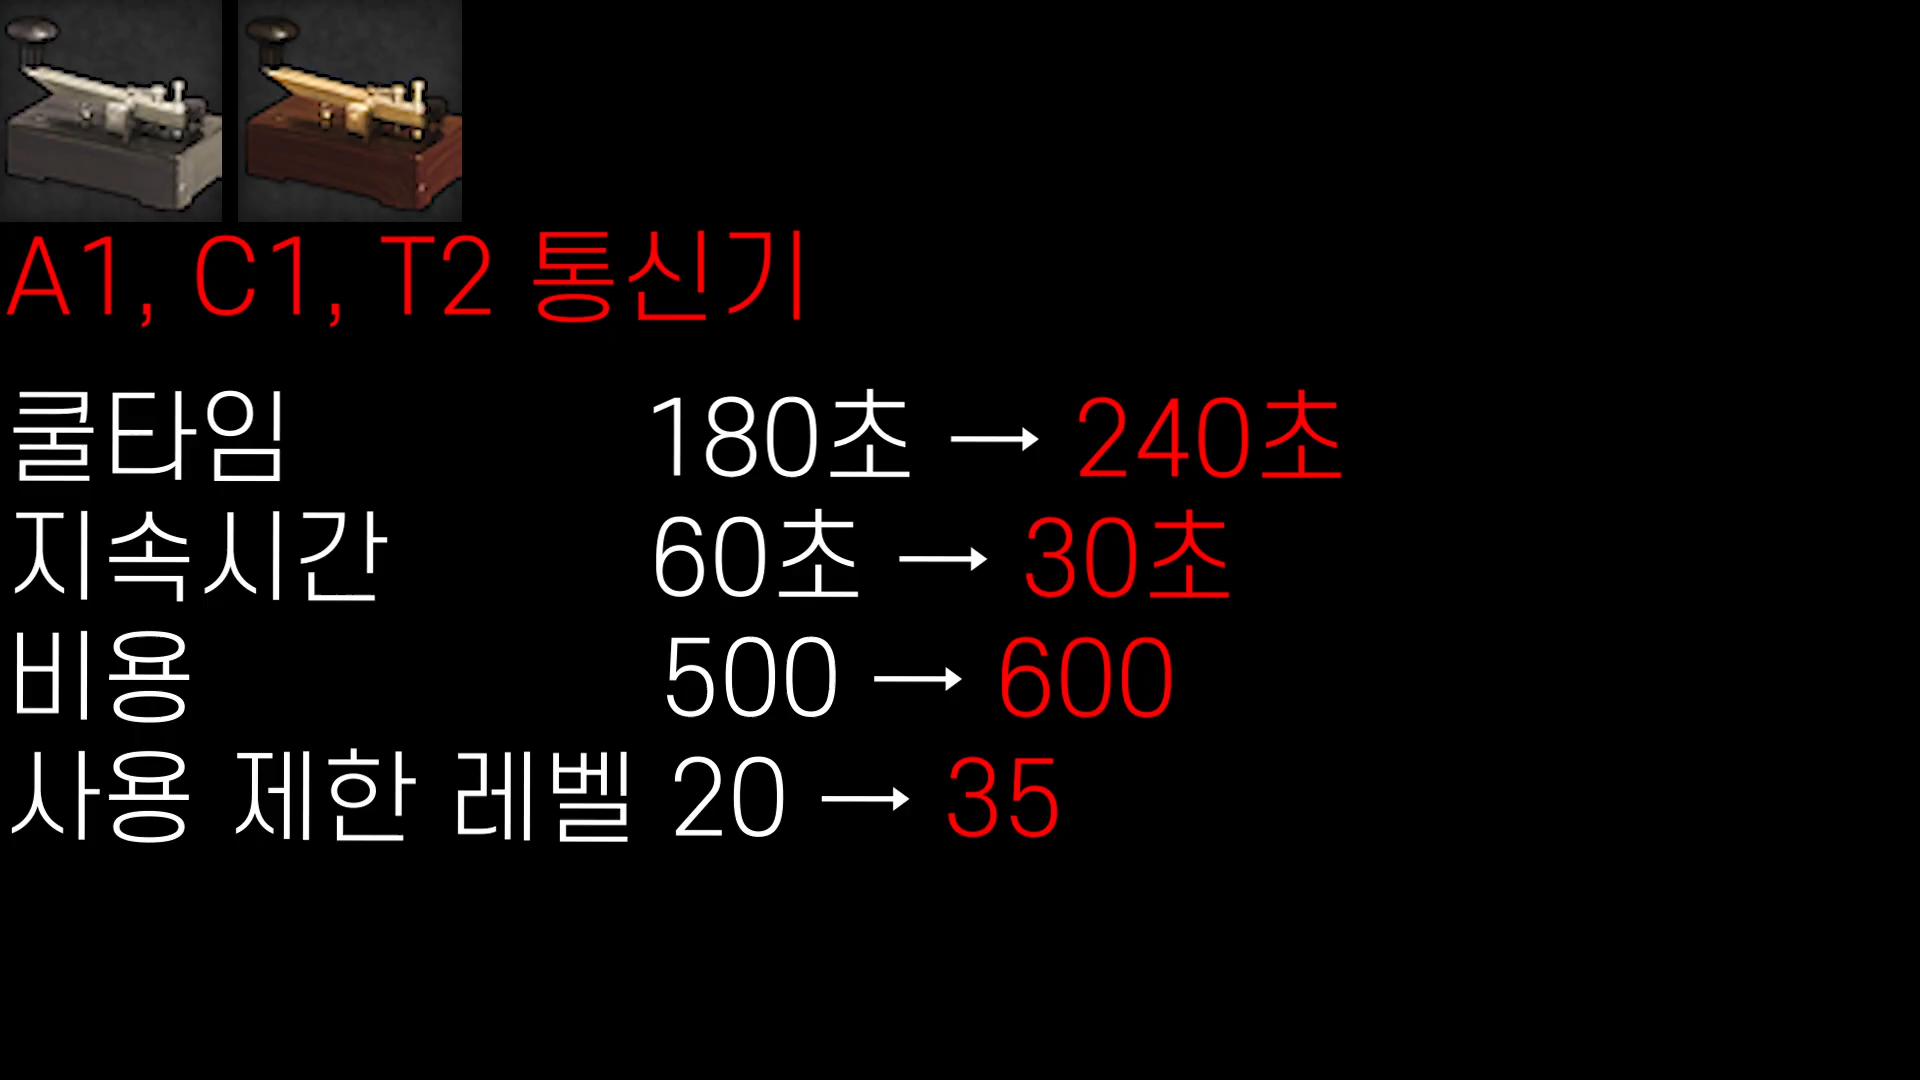 A1, C1, T2 통신기
쿨타임 180초 → 240초
지속시간 60초 → 30초
비용 500 → 600
사용 제한 레벨 20 → 35